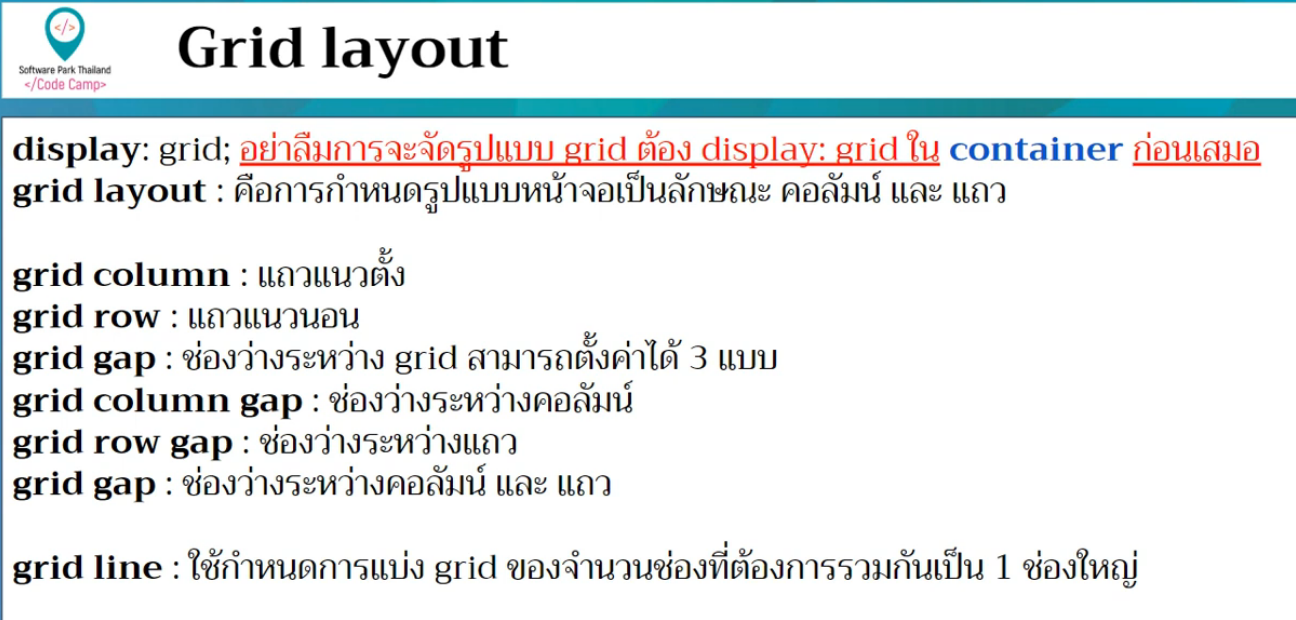 </>
Software Park Thailand
</Code Camp>
Grid layout
display: grid; อย่าลืมการจะจัดรูปแบบ grid ต้อง display: grid ใน container ก่อนเสมอ
grid layout : คือการกำหนดรูปแบบหน้าจอเป็นลักษณะ คอลัมน์ และ แถว
grid column : แถวแนวตั้ง
grid row : แถวแนวนอน
grid gap : ช่องว่างระหว่าง grid สามารถตั้งค่าได้ 3 แบบ
grid column gap : ช่องว่างระหว่างคอลัมน์
grid row gap : ช่องว่างระหว่างแถว
grid gap : ช่องว่างระหว่างคอลัมน์ และ แถว
grid line : ใช้กำหนดการแบ่ง grid ของจำนวนช่องที่ต้องการรวมกันเป็น 1 ช่องใหญ่